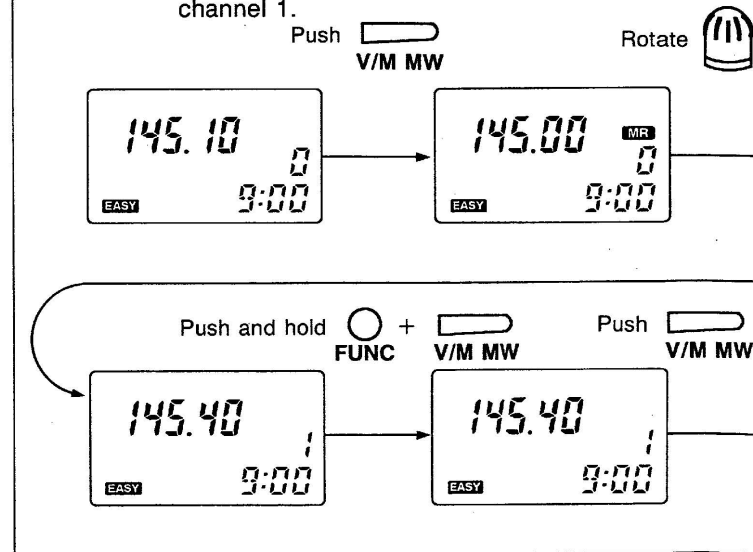 channel 1.
Push
V/M MW
Rotate
145.10
0
EASY
9:00
145.00
MR
0
EASY
9:00
Push and hold
+
FUNC
V/M MW
Push
V/M MW
145.40
1
EASY
9:00
145.40
1
EASY
9:00